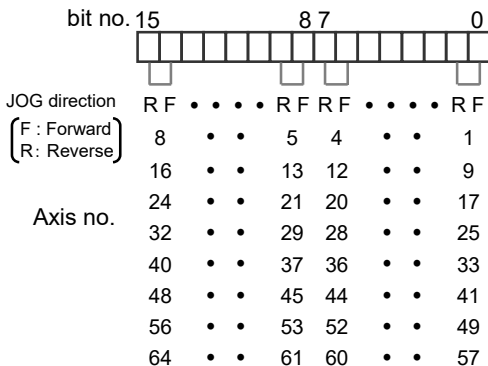 bit no. 15 8 7 0
JOG direction R F • • • • R F R F • • • • R F
F : Forward 8 • • 5 4 • • 1
R: Reverse
16 • • 13 12 • • 9
24 • • 21 20 • • 17
Axis no.
32 • • 29 28 • • 25
40 • • 37 36 • • 33
48 • • 45 44 • • 41
56 • • 53 52 • • 49
64 • • 61 60 • • 57